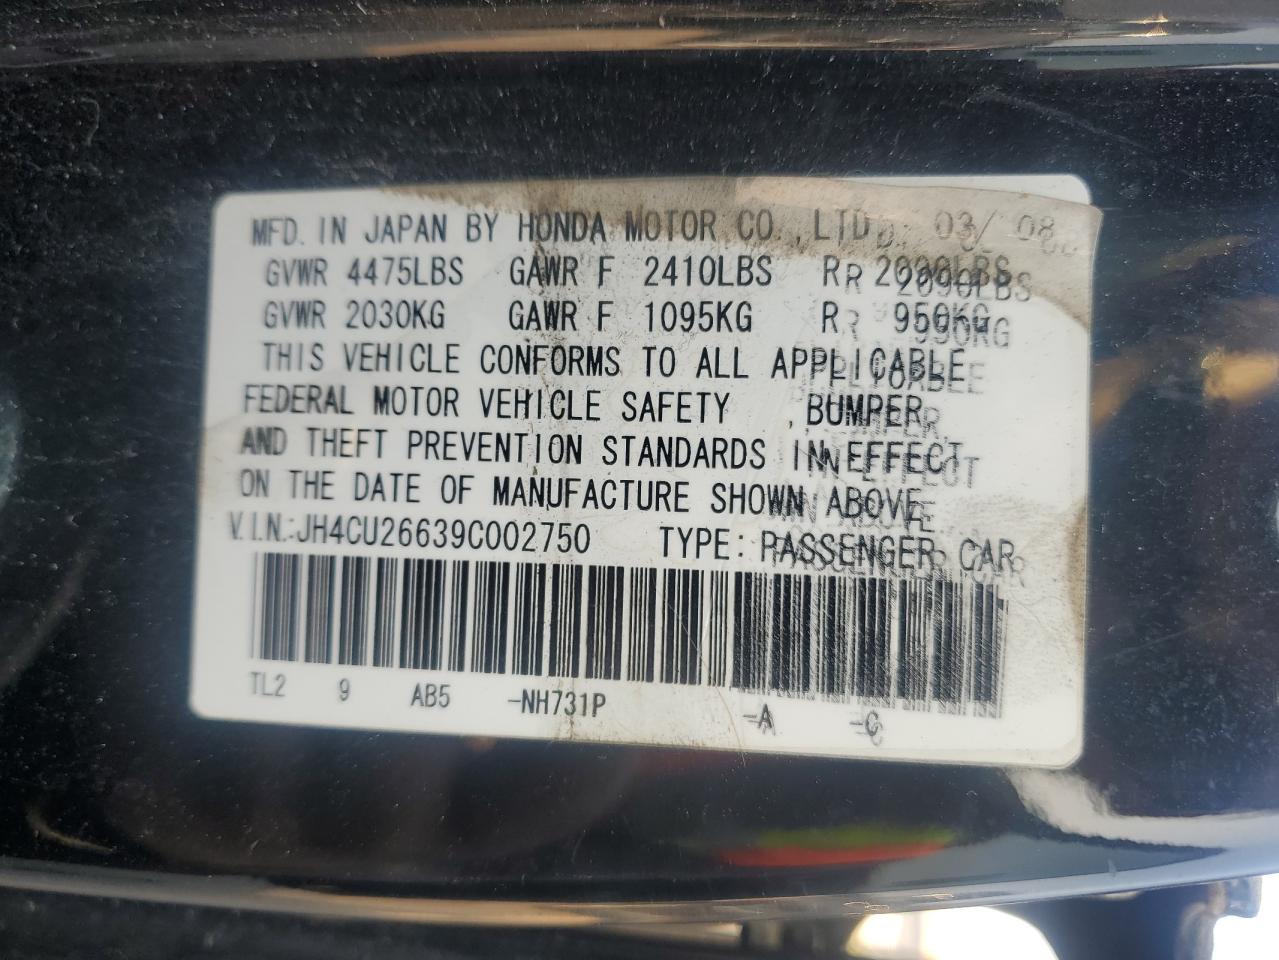 MFD. IN JAPAN BY HONDA MOTOR CO., LTD. 03/08
GVWR 4475LBS GAWR F 2410LBS R 2090LBS
GVWR 2030KG GAWR F 1095KG R 950KG
THIS VEHICLE CONFORMS TO ALL APPLICABLE
FEDERAL MOTOR VEHICLE SAFETY , BUMPER,
AND THEFT PREVENTION STANDARDS IN EFFECT
ON THE DATE OF MANUFACTURE SHOWN ABOVE.
V.I.N.:JH4CU26639C002750 TYPE: PASSENGER CAR
TL2 9 AB5 -NH731P -A -C